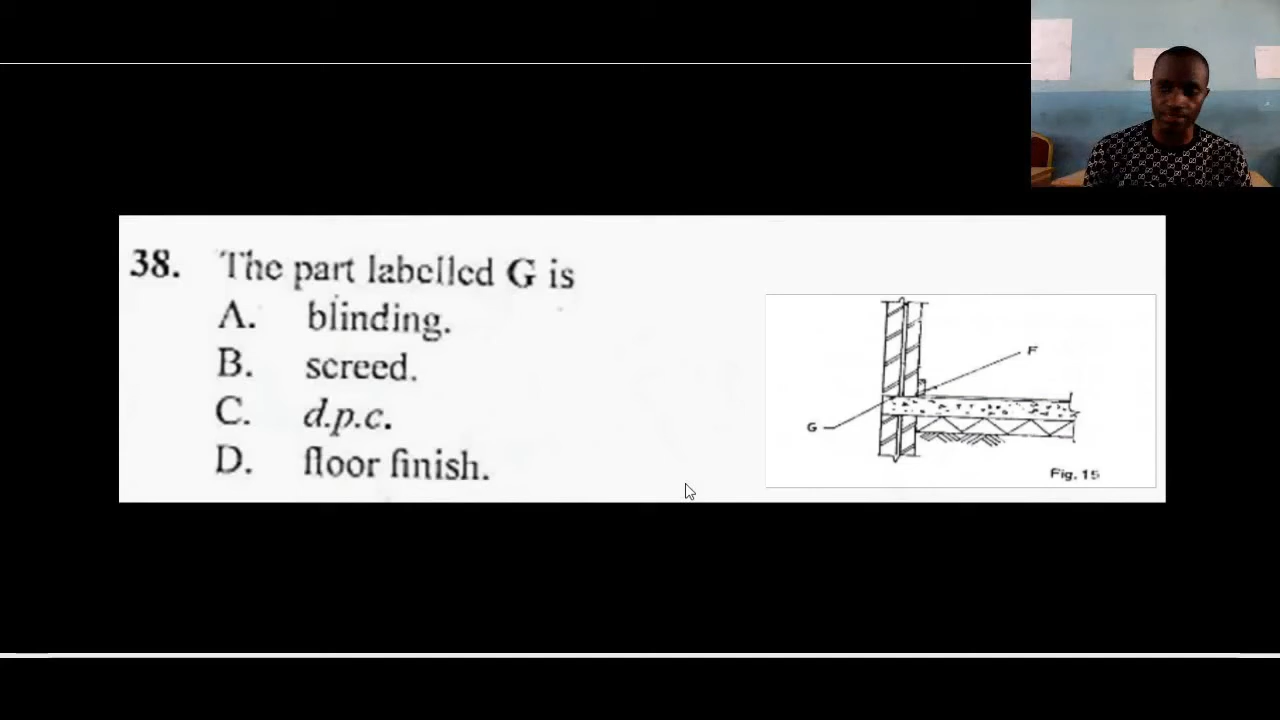 38. The part labelled G is
A. blinding.
B. screed.
C. d.p.c.
D. floor finish.
F
G
Fig. 15